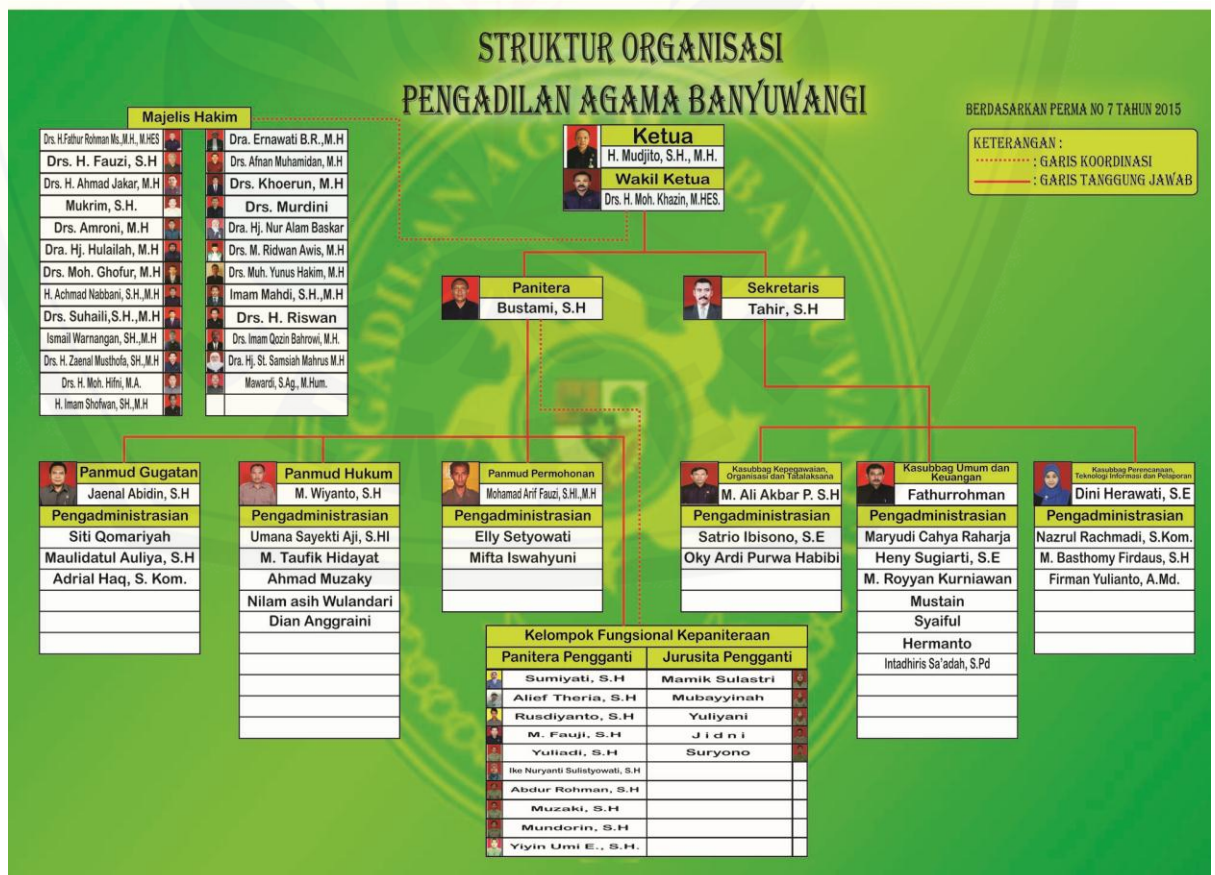 STRUKTUR ORGANISASI
PENGADILAN AGAMA BANYUWANGI
BERDASARKAN PERMA NO 7 TAHUN 2015
KETERANGAN :
: GARIS KOORDINASI
: GARIS TANGGUNG JAWAB
Majelis Hakim
Drs. H.Fathur Rohman Ms.,M.H., M.HES
Drs. H. Fauzi, S.H
Drs. H. Ahmad Jakar, M.H
Mukrim, S.H.
Drs. Amroni, M.H
Dra. Hj. Hulailah, M.H
Drs. Moh. Ghofur, M.H
H. Achmad Nabbani, S.H.,M.H
Drs. Suhaili,S.H.,M.H
Ismail Warnangan, SH.,M.H
Drs. H. Zaenal Musthofa, SH.,M.H
Drs. H. Moh. Hifni, M.A.
H. Imam Shofwan, SH.,M.H
Dra. Ernawati B.R.,M.H
Drs. Afnan Muhamidan, M.H
Drs. Khoerun, M.H
Drs. Murdini
Dra. Hj. Nur Alam Baskar
Drs. M. Ridwan Awis, M.H
Drs. Muh. Yunus Hakim, M.H
Imam Mahdi, S.H.,M.H
Drs. H. Riswan
Drs. Imam Qozin Bahrowi, M.H.
Dra. Hj. St. Samsiah Mahrus M.H
Mawardi, S.Ag., M.Hum.
Ketua
H. Mudjito, S.H., M.H.
Wakil Ketua
Drs. H. Moh. Khazin, M.HES.
Panitera
Bustami, S.H
Sekretaris
Tahir, S.H
Panmud Gugatan
Jaenal Abidin, S.H
Pengadministrasian
Siti Qomariyah
Maulidatul Auliya, S.H
Adrial Haq, S. Kom.
Panmud Hukum
M. Wiyanto, S.H
Pengadministrasian
Umana Sayekti Aji, S.HI
M. Taufik Hidayat
Ahmad Muzaky
Nilam asih Wulandari
Dian Anggraini
Panmud Permohonan
Mohamad Arif Fauzi, S.HI.,M.H
Pengadministrasian
Elly Setyowati
Mifta Iswahyuni
Kasubbag Kepegawaian,
Organisasi dan Tatalaksana
M. Ali Akbar P. S.H
Pengadministrasian
Satrio Ibisono, S.E
Oky Ardi Purwa Habibi
Kasubbag Umum dan
Keuangan
Fathurrohman
Pengadministrasian
Maryudi Cahya Raharja
Heny Sugiarti, S.E
M. Royyan Kurniawan
Mustain
Syaiful
Hermanto
Intadhiris Sa'adah, S.Pd
Kasubbag Perencanaan,
Teknologi Informasi dan Pelaporan
Dini Herawati, S.E
Pengadministrasian
Nazrul Rachmadi, S.Kom.
M. Basthomy Firdaus, S.H
Firman Yulianto, A.Md.
Kelompok Fungsional Kepaniteraan
Panitera Pengganti
Sumiyati, S.H
Alief Theria, S.H
Rusdiyanto, S.H
M. Fauji, S.H
Yuliadi, S.H
Ike Nuryanti Sulistyowati, S.H
Abdur Rohman, S.H
Muzaki, S.H
Mundorin, S.H
Yiyin Umi E., S.H.
Jurusita Pengganti
Mamik Sulastri
Mubayyinah
Yuliyani
J i d n i
Suryono
PENGADILAN AGAMA BANYUWANGI